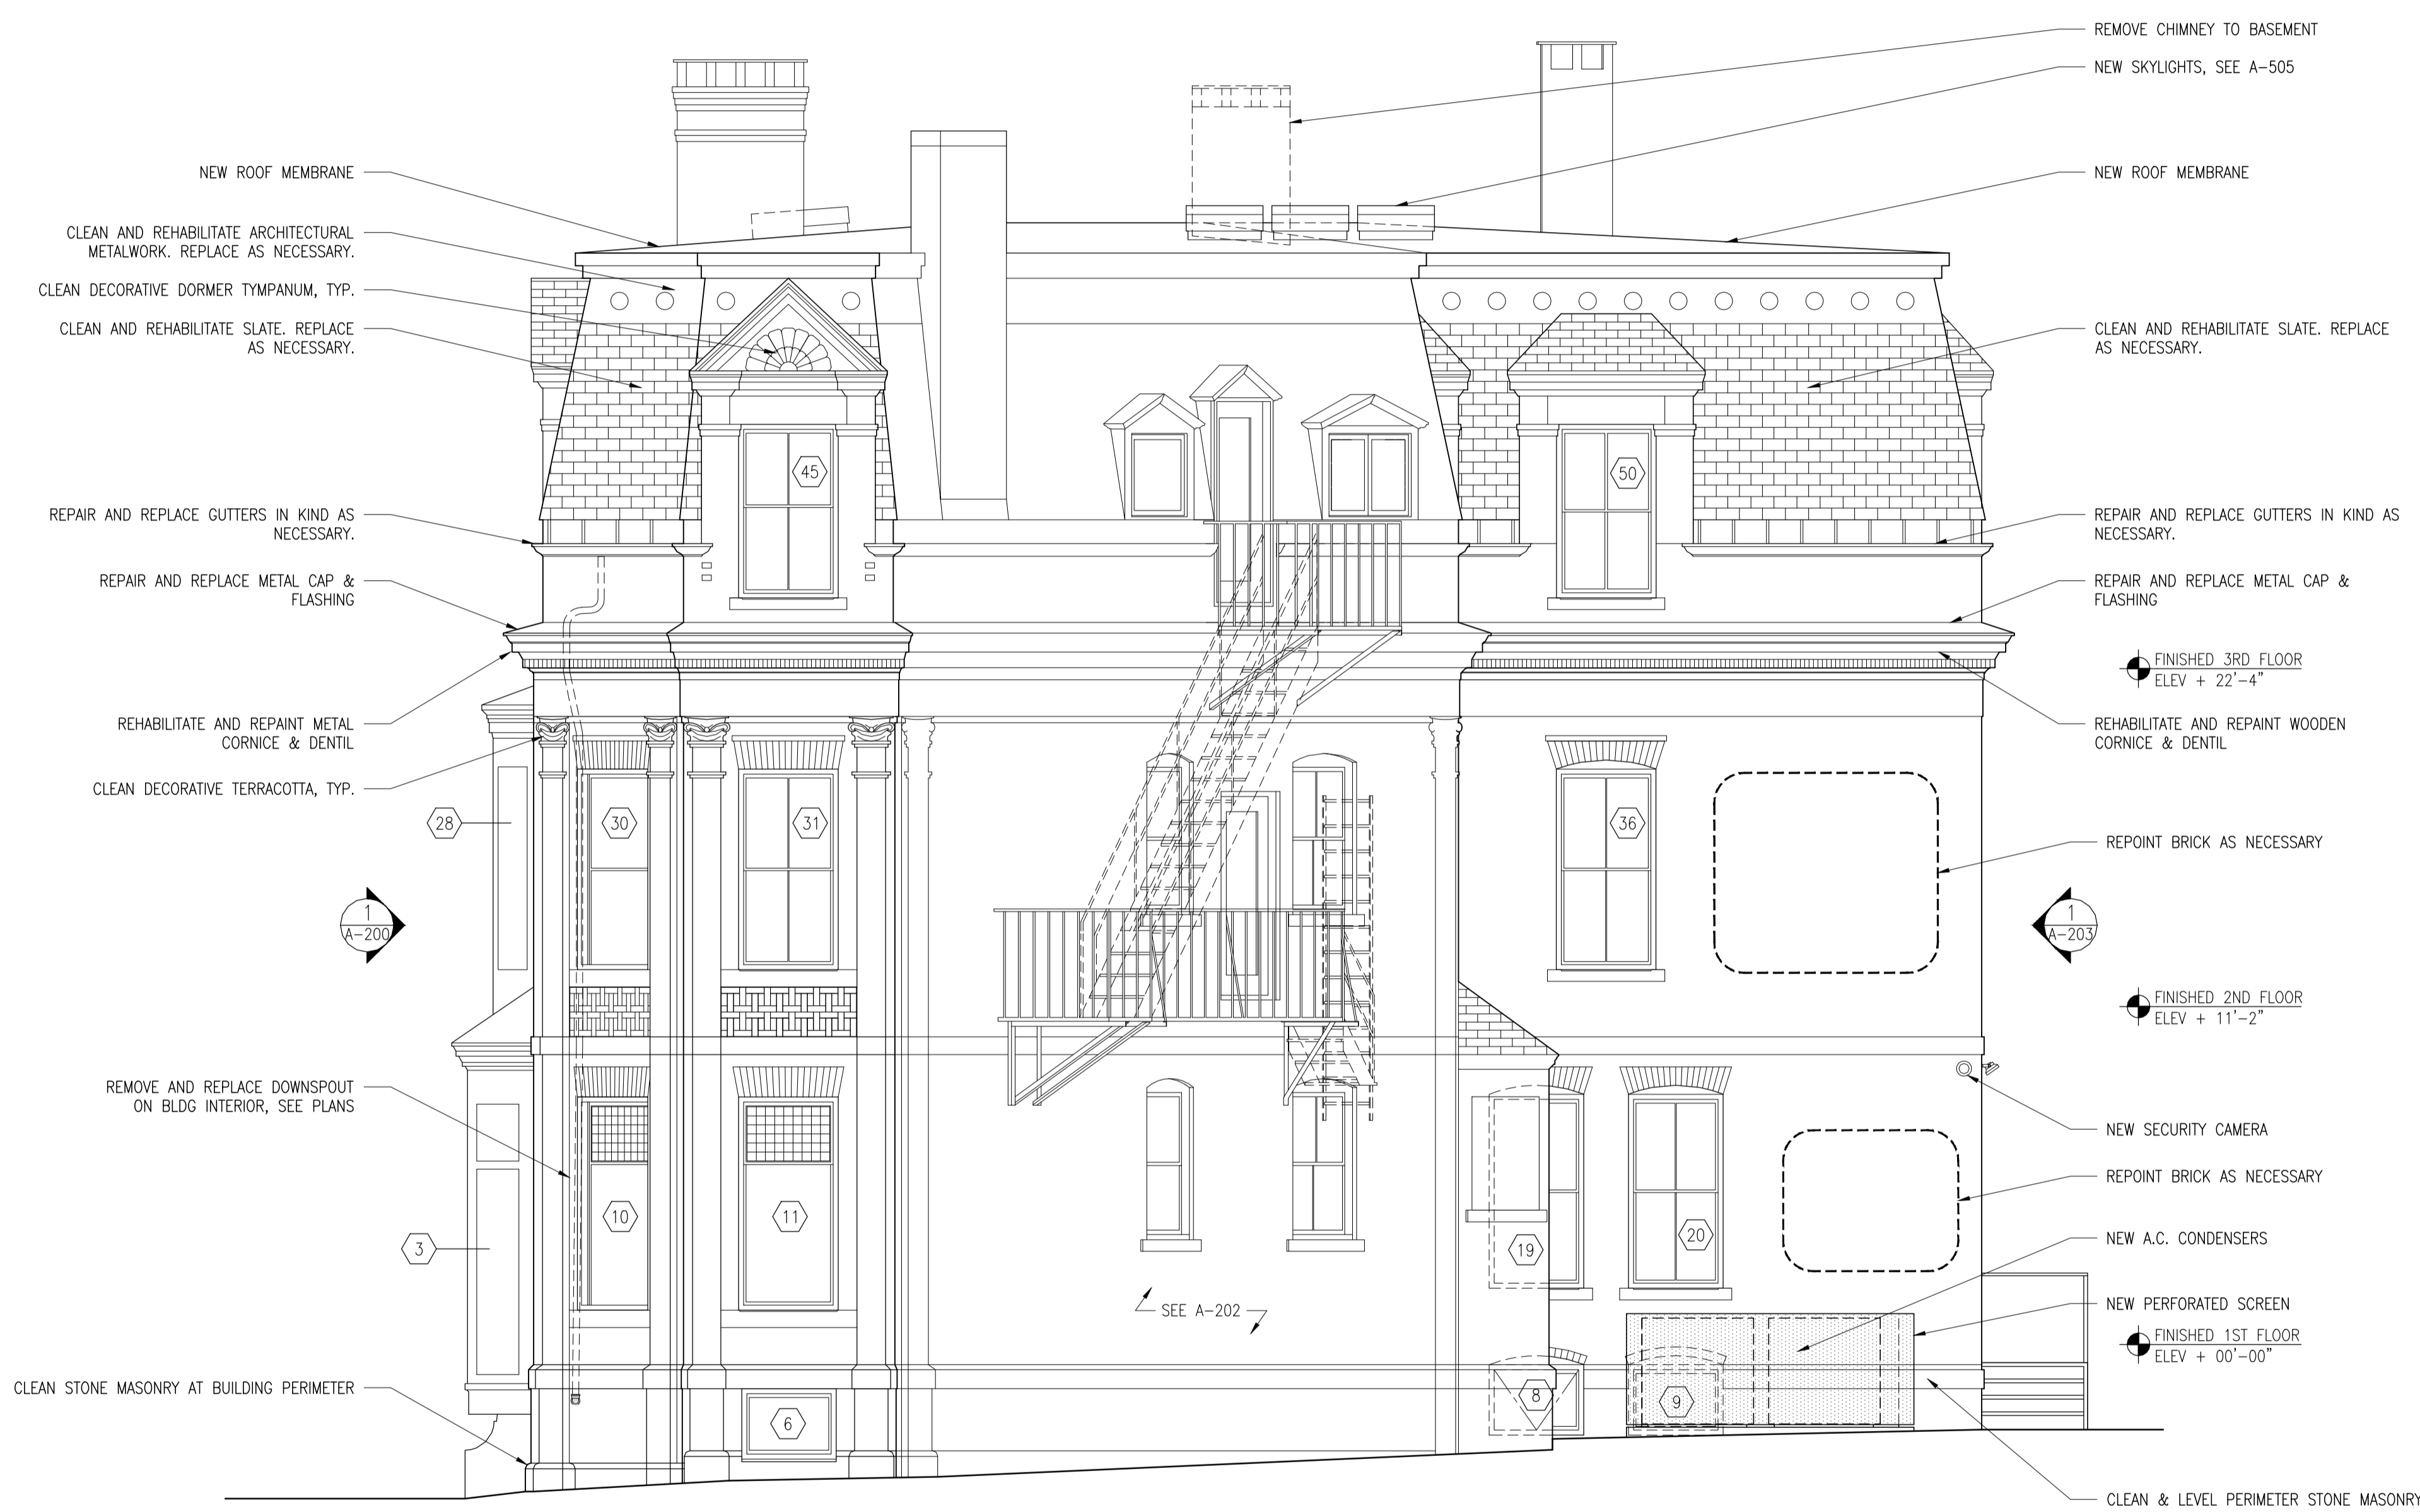 REMOVE CHIMNEY TO BASEMENT
NEW SKYLIGHTS, SEE A-505
NEW ROOF MEMBRANE
NEW ROOF MEMBRANE
CLEAN AND REHABILITATE ARCHITECTURAL
METALWORK. REPLACE AS NECESSARY.
CLEAN DECORATIVE DORMER TYMPANUM, TYP.
CLEAN AND REHABILITATE SLATE. REPLACE
AS NECESSARY.
CLEAN AND REHABILITATE SLATE. REPLACE
AS NECESSARY.
45
50
REPAIR AND REPLACE GUTTERS IN KIND AS
NECESSARY.
REPAIR AND REPLACE GUTTERS IN KIND AS
NECESSARY.
REPAIR AND REPLACE METAL CAP &
FLASHING
REPAIR AND REPLACE METAL CAP &
FLASHING
FINISHED 3RD FLOOR
ELEV + 22'-4"
REHABILITATE AND REPAINT METAL
CORNICE & DENTIL
REHABILITATE AND REPAINT WOODEN
CORNICE & DENTIL
CLEAN DECORATIVE TERRACOTTA, TYP.
28
30
31
36
REPOINT BRICK AS NECESSARY
1
A-200
1
A-203
FINISHED 2ND FLOOR
ELEV + 11'-2"
REMOVE AND REPLACE DOWNSPOUT
ON BLDG INTERIOR, SEE PLANS
NEW SECURITY CAMERA
REPOINT BRICK AS NECESSARY
10
11
3
19
20
NEW A.C. CONDENSERS
SEE A-202
NEW PERFORATED SCREEN
FINISHED 1ST FLOOR
ELEV + 00'-00"
CLEAN STONE MASONRY AT BUILDING PERIMETER
6
8
9
CLEAN & LEVEL PERIMETER STONE MASONRY